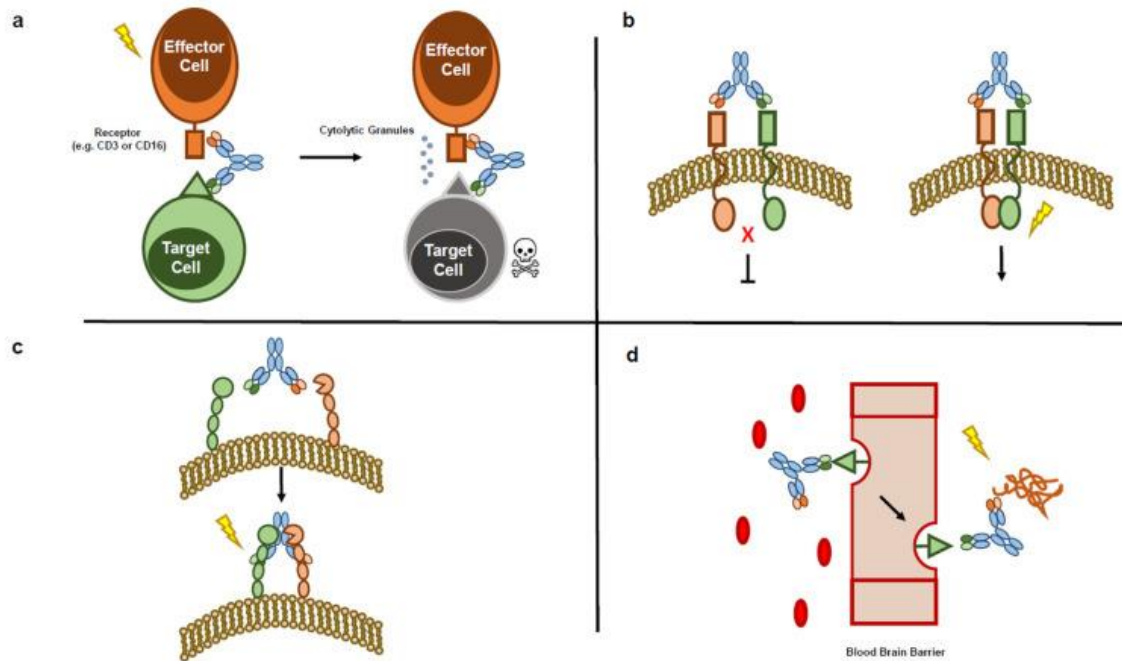 a
Effector
Cell
Receptor
(e.g. CD3 or CD16)
Target
Cell
Effector
Cell
Cytolytic Granules
Target
Cell
b
X
c
d
Blood Brain Barrier